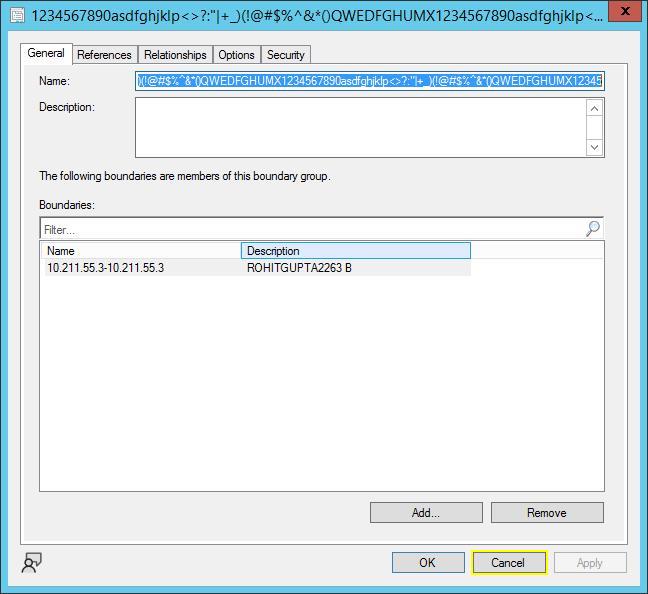 1234567890asdfghjklp<>?:"|+_)(!@#$%^&*()QWEDFGHUMX1234567890asdfghjklp<...
General References Relationships Options Security
Name: )(!@#$%^&*()QWEDFGHUMX1234567890asdfghjklp<>?:"|+_)(!@#$%^&*()QWEDFGHUMX12345
Description:
The following boundaries are members of this boundary group.
Boundaries:
Filter...
Name Description
10.211.55.3-10.211.55.3 ROHITGUPTA2263 B
Add... Remove
OK Cancel Apply